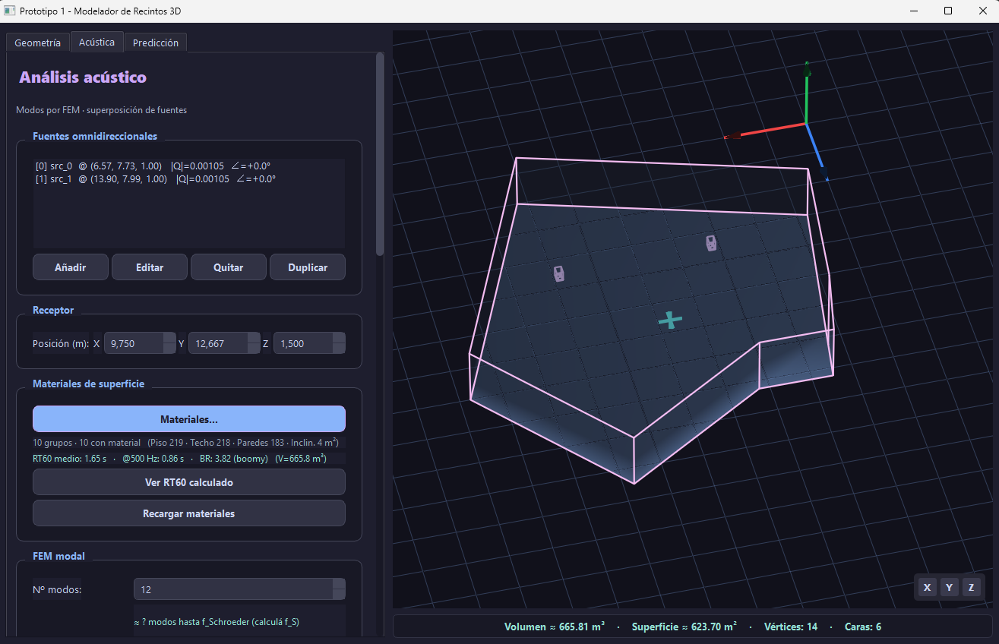 Prototipo 1 - Modelador de Recintos 3D
Geometría Acústica Predicción
Análisis acústico
Modos por FEM · superposición de fuentes
Fuentes omnidireccionales
[0] src_0 @ (6.57, 7.73, 1.00) |Q|=0.00105 ∠=+0.0°
[1] src_1 @ (13.90, 7.99, 1.00) |Q|=0.00105 ∠=+0.0°
Añadir Editar Quitar Duplicar
Receptor
Posición (m): X 9,750 Y 12,667 Z 1,500
Materiales de superficie
Materiales...
10 grupos · 10 con material (Piso 219 · Techo 218 · Paredes 183 · Inclin. 4 m²)
RT60 medio: 1.65 s · @500 Hz: 0.86 s · BR: 3.82 (boomy) (V=665.8 m³)
Ver RT60 calculado
Recargar materiales
FEM modal
Nº modos: 12
≈ ? modos hasta f_Schroeder (calculá f_S)
X Y Z
Volumen ≈ 665.81 m³ · Superficie ≈ 623.70 m² · Vértices: 14 · Caras: 6